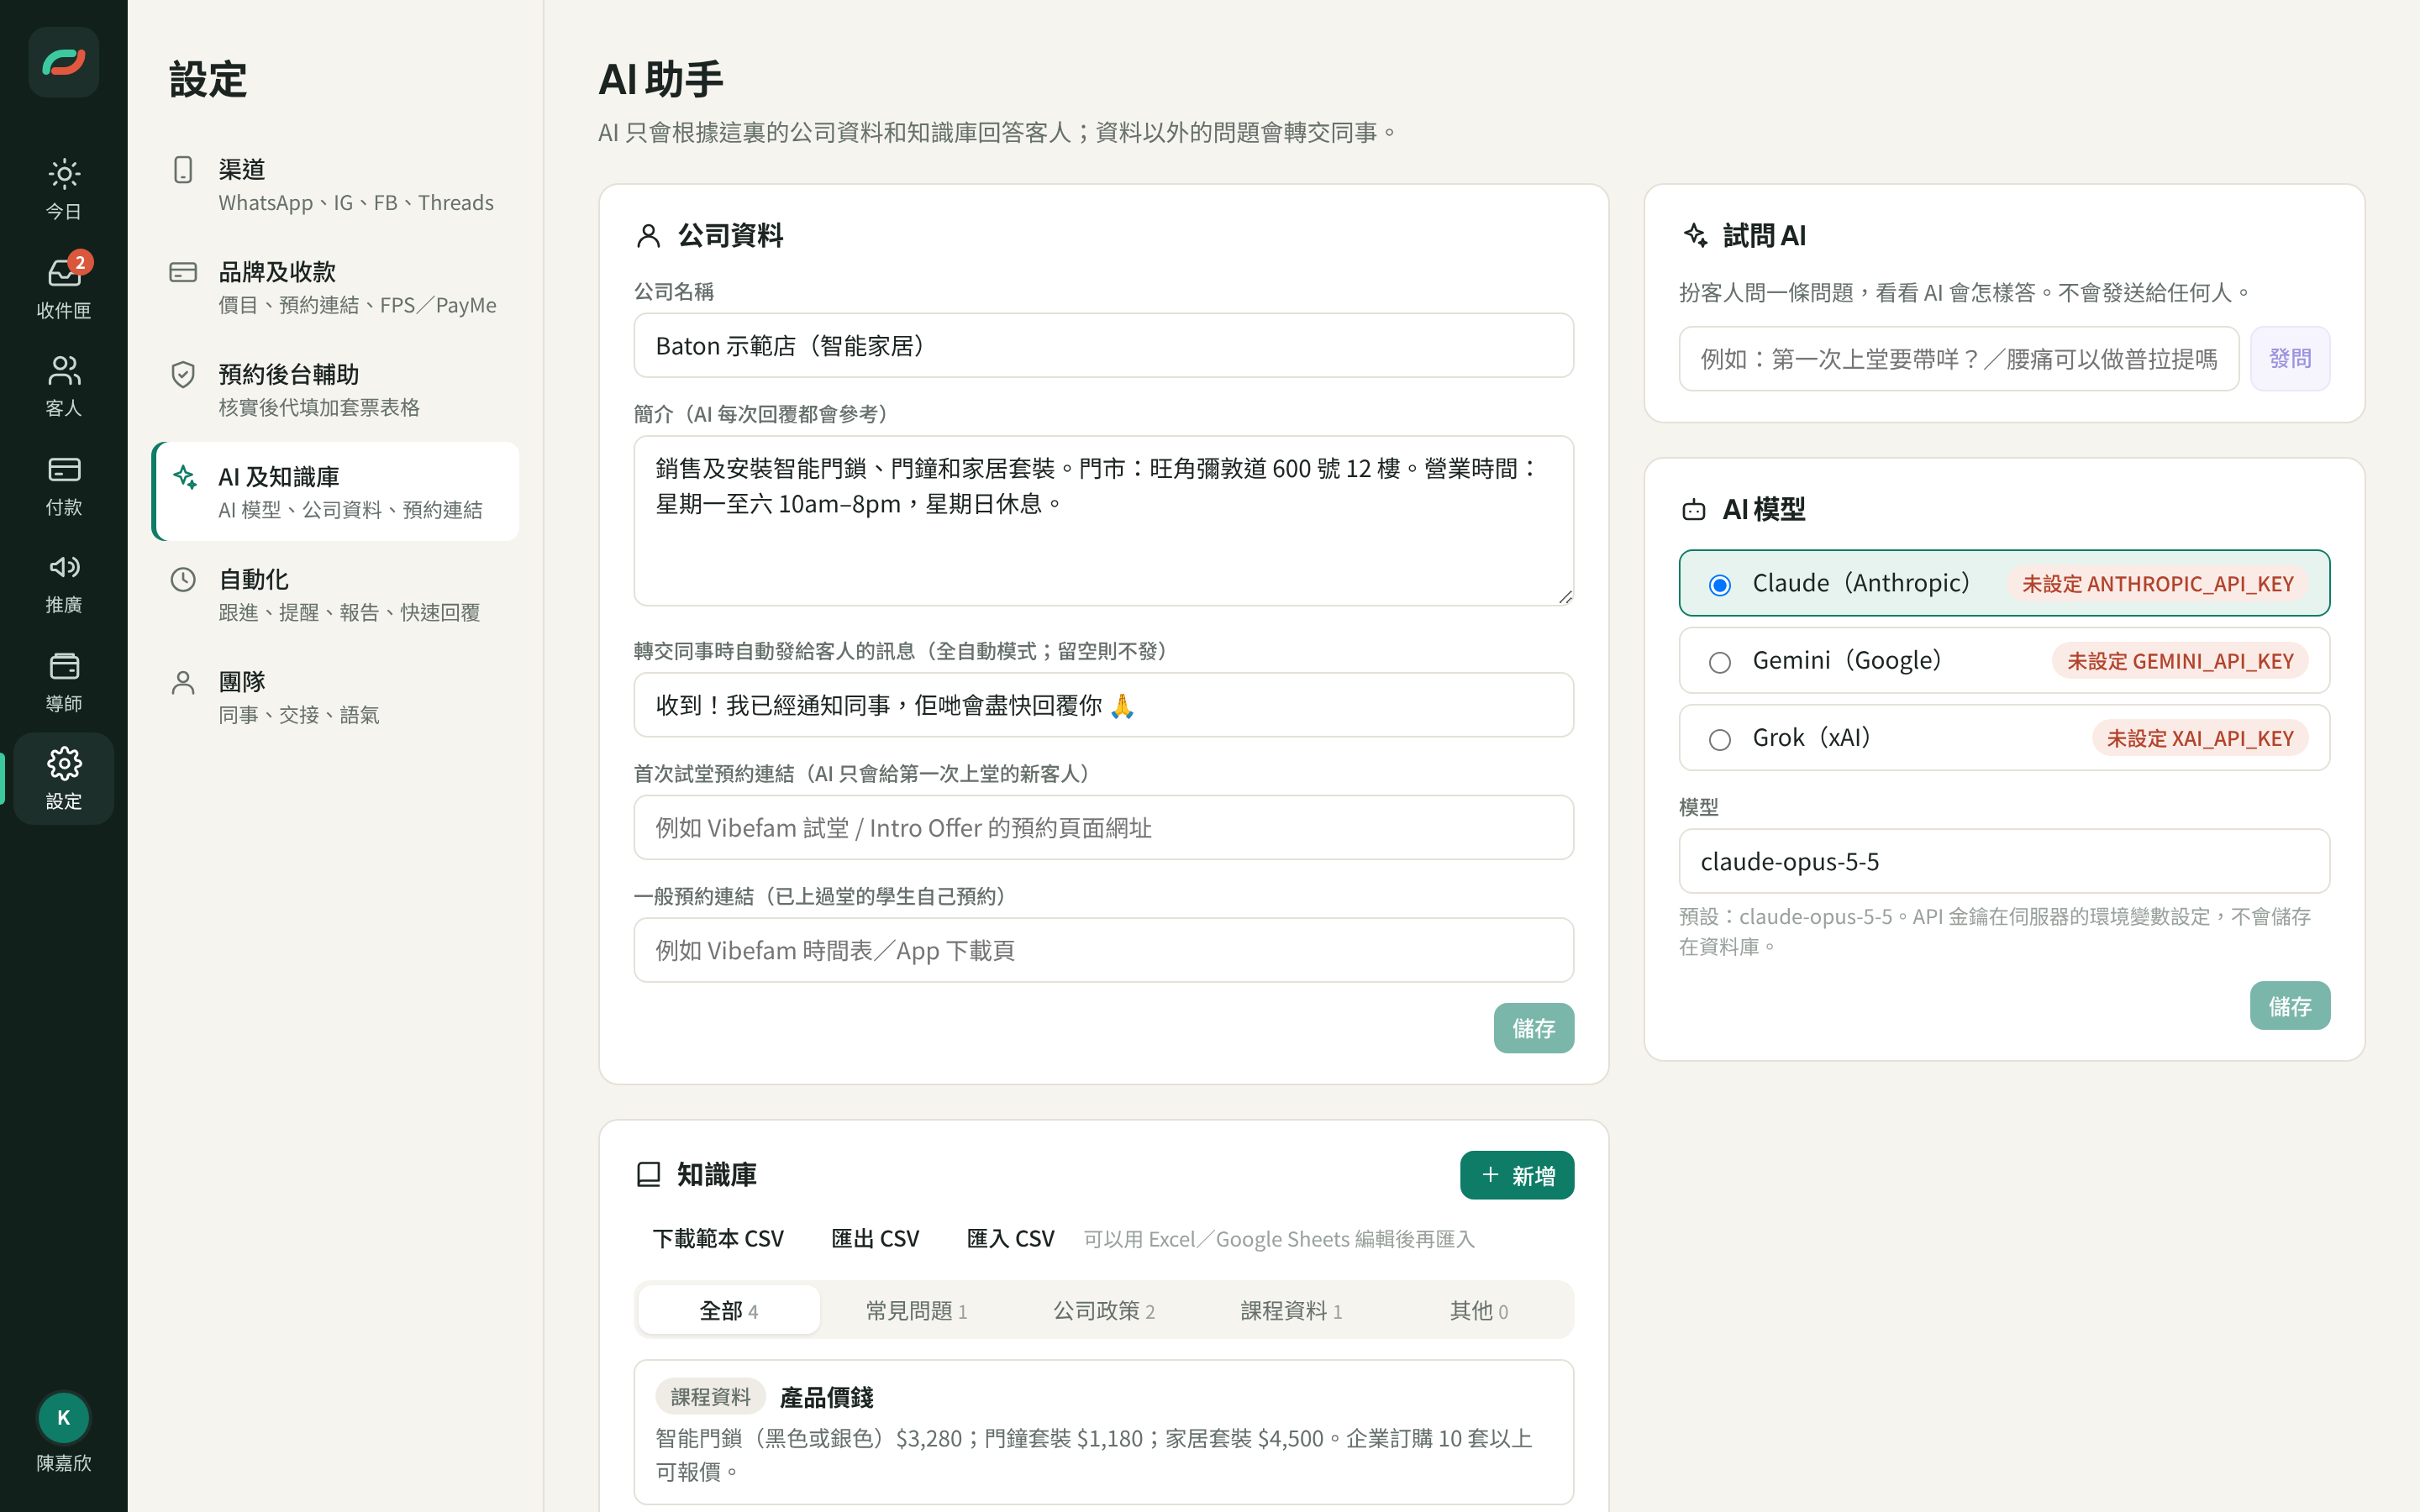 今日
2
收件匣
客人
付款
推廣
導師
設定
K
陳嘉欣
設定
渠道
WhatsApp、IG、FB、Threads
品牌及收款
價目、預約連結、FPS／PayMe
預約後台輔助
核實後代填加套票表格
AI 及知識庫
AI 模型、公司資料、預約連結
自動化
跟進、提醒、報告、快速回覆
團隊
同事、交接、語氣
AI 助手
AI 只會根據這裏的公司資料和知識庫回答客人；資料以外的問題會轉交同事。
公司資料
公司名稱
Baton 示範店（智能家居）
簡介（AI 每次回覆都會參考）
銷售及安裝智能門鎖、門鐘和家居套裝。門市：旺角彌敦道 600 號 12 樓。營業時間：
星期一至六 10am–8pm，星期日休息。
轉交同事時自動發給客人的訊息（全自動模式；留空則不發）
收到！我已經通知同事，佢哋會盡快回覆你 🙏
首次試堂預約連結（AI 只會給第一次上堂的新客人）
例如 Vibefam 試堂 / Intro Offer 的預約頁面網址
一般預約連結（已上過堂的學生自己預約）
例如 Vibefam 時間表／App 下載頁
儲存
知識庫
新增
下載範本 CSV
匯出 CSV
匯入 CSV
可以用 Excel／Google Sheets 編輯後再匯入
全部 4
常見問題 1
公司政策 2
課程資料 1
其他 0
課程資料
產品價錢
智能門鎖（黑色或銀色）$3,280；門鐘套裝 $1,180；家居套裝 $4,500。企業訂購 10 套以上
可報價。
試問 AI
扮客人問一條問題，看看 AI 會怎樣答。不會發送給任何人。
例如：第一次上堂要帶咩？／腰痛可以做普拉提嗎
發問
AI 模型
Claude（Anthropic）
未設定 ANTHROPIC_API_KEY
Gemini（Google）
未設定 GEMINI_API_KEY
Grok（xAI）
未設定 XAI_API_KEY
模型
claude-opus-5-5
預設：claude-opus-5-5。API 金鑰在伺服器的環境變數設定，不會儲存
在資料庫。
儲存